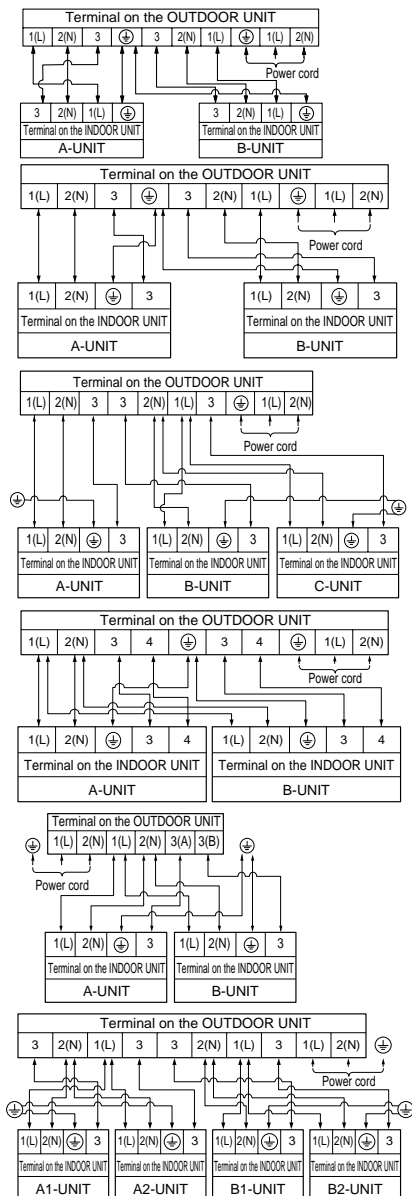 Terminal on the OUTDOOR UNIT
1(L) 2(N) 3 ⏚ 3 2(N) 1(L) ⏚ 1(L) 2(N)
Power cord
3 2(N) 1(L) ⏚ 3 2(N) 1(L) ⏚
Terminal on the INDOOR UNIT Terminal on the INDOOR UNIT
A-UNIT B-UNIT
Terminal on the OUTDOOR UNIT
1(L) 2(N) 3 ⏚ 3 2(N) 1(L) ⏚ 1(L) 2(N)
Power cord
1(L) 2(N) ⏚ 3 1(L) 2(N) ⏚ 3
Terminal on the INDOOR UNIT Terminal on the INDOOR UNIT
A-UNIT B-UNIT
Terminal on the OUTDOOR UNIT
1(L) 2(N) 3 3 2(N) 1(L) 3 ⏚ 1(L) 2(N)
Power cord
⏚ ⏚
1(L) 2(N) ⏚ 3 1(L) 2(N) ⏚ 3 1(L) 2(N) ⏚ 3
Terminal on the INDOOR UNIT Terminal on the INDOOR UNIT Terminal on the INDOOR UNIT
A-UNIT B-UNIT C-UNIT
Terminal on the OUTDOOR UNIT
1(L) 2(N) 3 4 ⏚ 3 4 ⏚ 1(L) 2(N)
Power cord
1(L) 2(N) ⏚ 3 4 1(L) 2(N) ⏚ 3 4
Terminal on the INDOOR UNIT Terminal on the INDOOR UNIT
A-UNIT B-UNIT
Terminal on the OUTDOOR UNIT
⏚ 1(L) 2(N) 1(L) 2(N) 3(A) 3(B) ⏚
Power cord
1(L) 2(N) ⏚ 3 1(L) 2(N) ⏚ 3
Terminal on the INDOOR UNIT Terminal on the INDOOR UNIT
A-UNIT B-UNIT
Terminal on the OUTDOOR UNIT
3 2(N) 1(L) 3 3 2(N) 1(L) 3 1(L) 2(N) ⏚
Power cord
⏚ ⏚
1(L) 2(N) ⏚ 3 1(L) 2(N) ⏚ 3 1(L) 2(N) ⏚ 3 1(L) 2(N) ⏚ 3
Terminal on the INDOOR UNIT Terminal on the INDOOR UNIT Terminal on the INDOOR UNIT Terminal on the INDOOR UNIT
A1-UNIT A2-UNIT B1-UNIT B2-UNIT